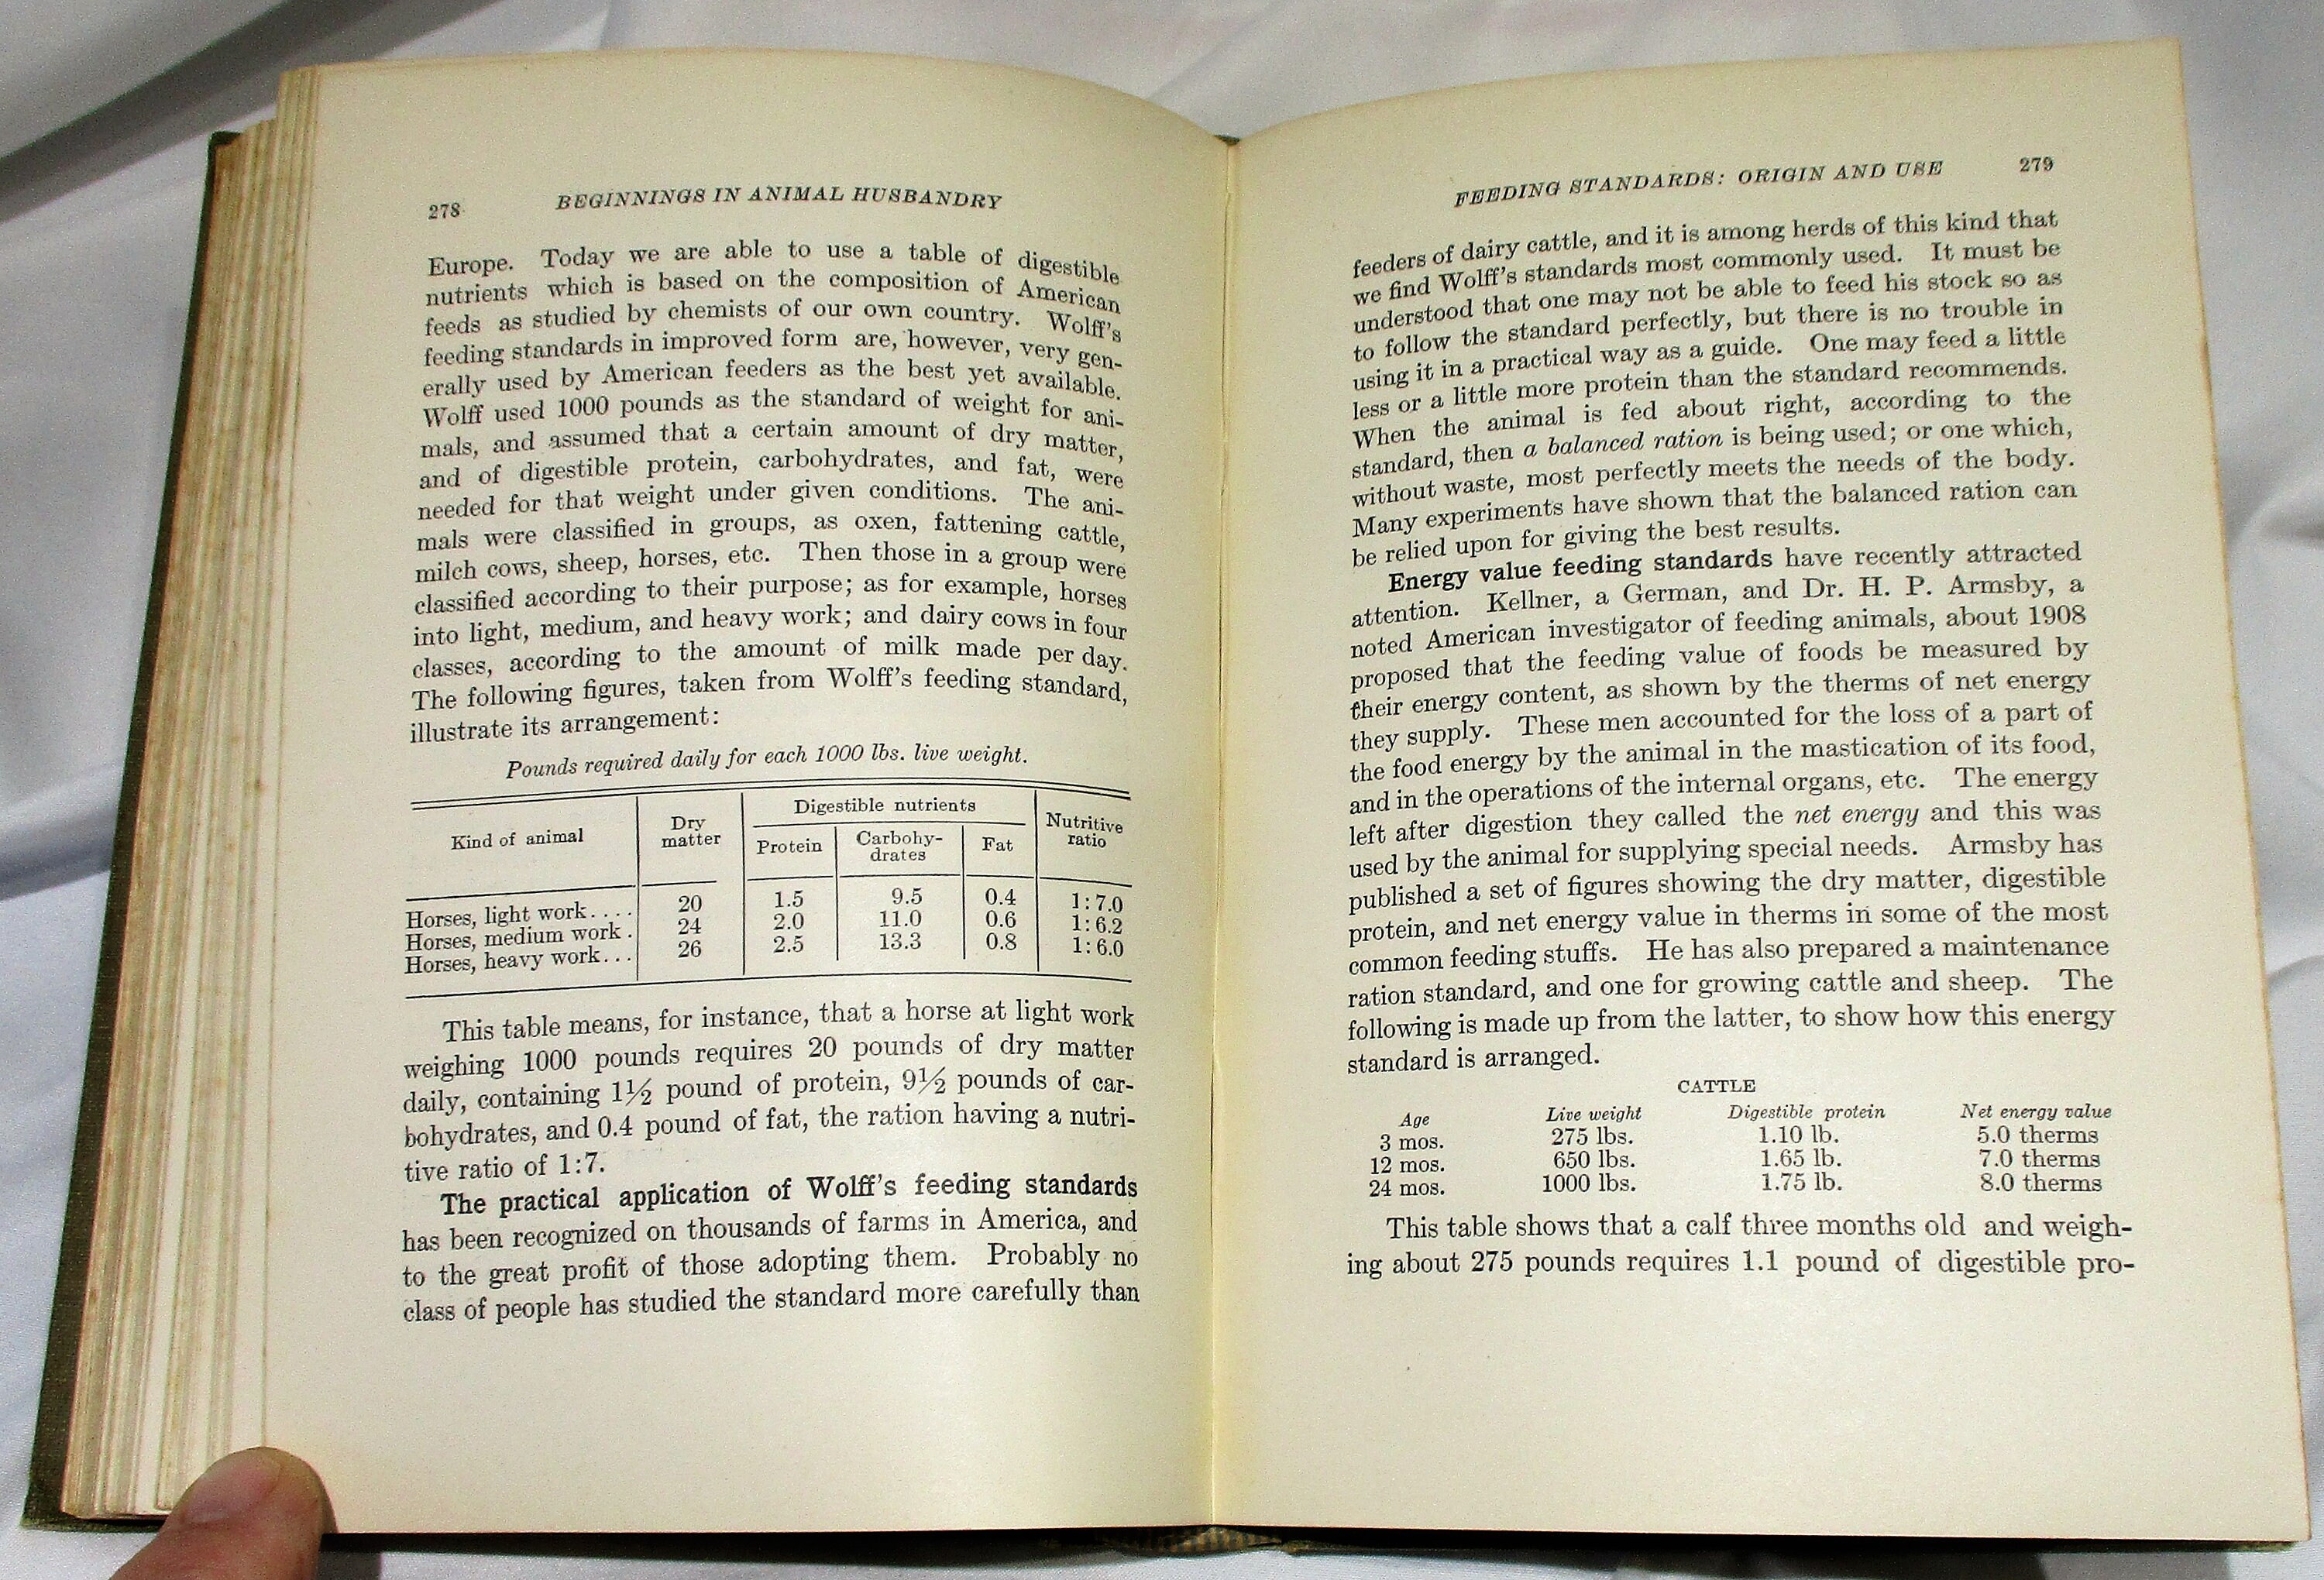 278 BEGINNINGS IN ANIMAL HUSBANDRY
Europe. Today we are able to use a table of digestible
nutrients which is based on the composition of American
feeds as studied by chemists of our own country. Wolff's
feeding standards in improved form are, however, very gen-
erally used by American feeders as the best yet available.
Wolff used 1000 pounds as the standard of weight for ani-
mals, and assumed that a certain amount of dry matter,
and of digestible protein, carbohydrates, and fat, were
needed for that weight under given conditions. The ani-
mals were classified in groups, as oxen, fattening cattle,
milch cows, sheep, horses, etc. Then those in a group were
classified according to their purpose; as for example, horses
into light, medium, and heavy work; and dairy cows in four
classes, according to the amount of milk made per day.
The following figures, taken from Wolff's feeding standard,
illustrate its arrangement:
Pounds required daily for each 1000 lbs. live weight.
Digestible nutrients
Kind of animal Dry matter Protein Carbohy-drates Fat Nutritive ratio
Horses, light work.... 20 1.5 9.5 0.4 1:7.0
Horses, medium work. 24 2.0 11.0 0.6 1:6.2
Horses, heavy work... 26 2.5 13.3 0.8 1:6.0
This table means, for instance, that a horse at light work
weighing 1000 pounds requires 20 pounds of dry matter
daily, containing 1½ pound of protein, 9½ pounds of car-
bohydrates, and 0.4 pound of fat, the ration having a nutri-
tive ratio of 1:7.
The practical application of Wolff's feeding standards
has been recognized on thousands of farms in America, and
to the great profit of those adopting them. Probably no
class of people has studied the standard more carefully than
FEEDING STANDARDS: ORIGIN AND USE 279
feeders of dairy cattle, and it is among herds of this kind that
we find Wolff's standards most commonly used. It must be
understood that one may not be able to feed his stock so as
to follow the standard perfectly, but there is no trouble in
using it in a practical way as a guide. One may feed a little
less or a little more protein than the standard recommends.
When the animal is fed about right, according to the
standard, then a balanced ration is being used; or one which,
without waste, most perfectly meets the needs of the body.
Many experiments have shown that the balanced ration can
be relied upon for giving the best results.
Energy value feeding standards have recently attracted
attention. Kellner, a German, and Dr. H. P. Armsby, a
noted American investigator of feeding animals, about 1908
proposed that the feeding value of foods be measured by
their energy content, as shown by the therms of net energy
they supply. These men accounted for the loss of a part of
the food energy by the animal in the mastication of its food,
and in the operations of the internal organs, etc. The energy
left after digestion they called the net energy and this was
used by the animal for supplying special needs. Armsby has
published a set of figures showing the dry matter, digestible
protein, and net energy value in therms in some of the most
common feeding stuffs. He has also prepared a maintenance
ration standard, and one for growing cattle and sheep. The
following is made up from the latter, to show how this energy
standard is arranged.
CATTLE
Age Live weight Digestible protein Net energy value
3 mos. 275 lbs. 1.10 lb. 5.0 therms
12 mos. 650 lbs. 1.65 lb. 7.0 therms
24 mos. 1000 lbs. 1.75 lb. 8.0 therms
This table shows that a calf three months old and weigh-
ing about 275 pounds requires 1.1 pound of digestible pro-